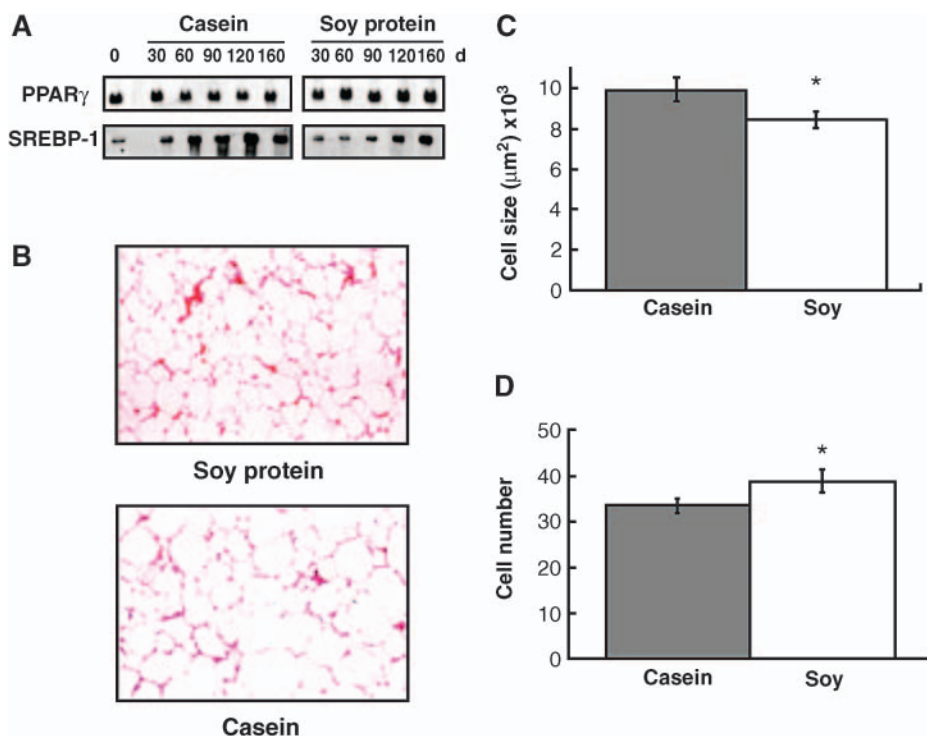 A
Casein
Soy protein
0 30 60 90 120 160 30 60 90 120 160 d
PPARγ
SREBP-1
B
Soy protein
Casein
C
Cell size (μm²) x10³
10
8
6
4
2
0
*
Casein
Soy
D
Cell number
50
40
30
20
10
0
*
Casein
Soy